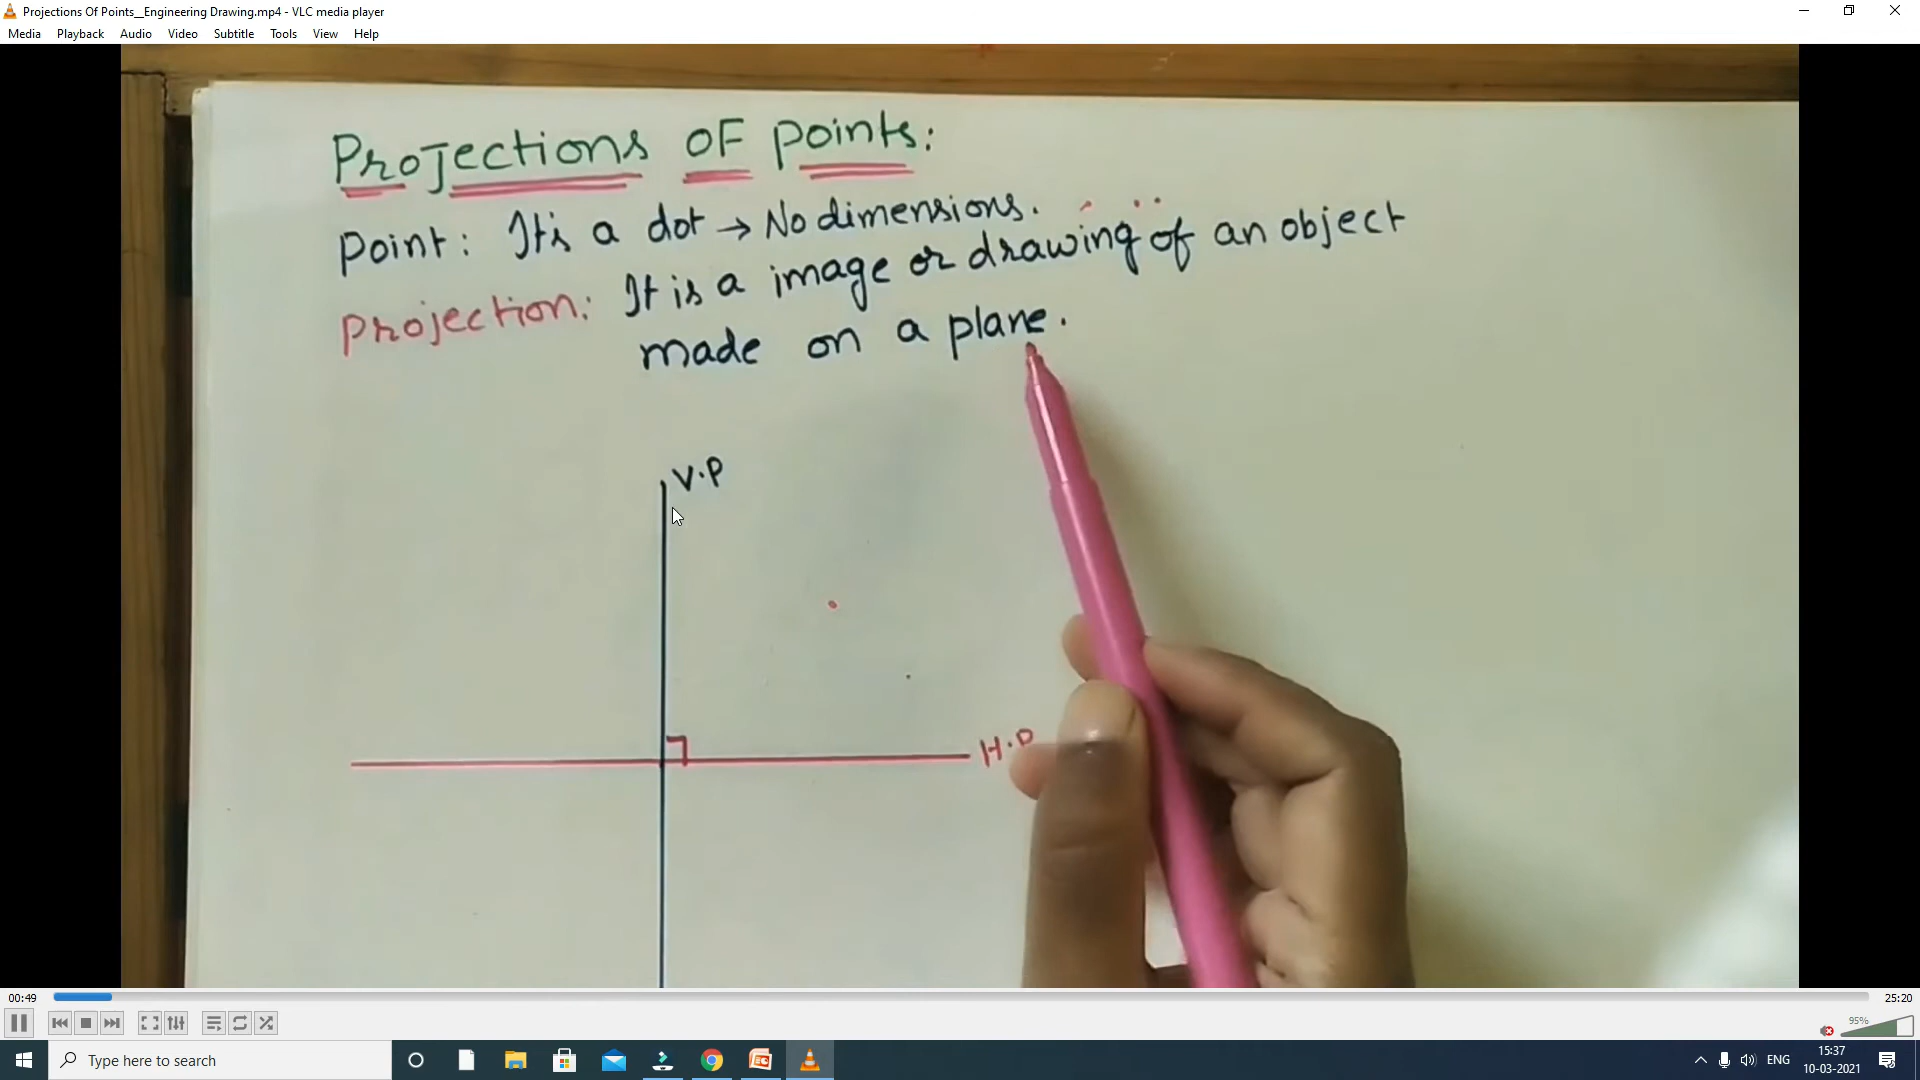 Projections Of Points__Engineering Drawing.mp4 - VLC media player
Media Playback Audio Video Subtitle Tools View Help
Projections OF Points:
Point: It's a dot → No dimensions.
Projection: It is a image or drawing of an object
made on a plane.
V.P
H.P
00:49
25:20
95%
Type here to search
ENG
15:37
10-03-2021